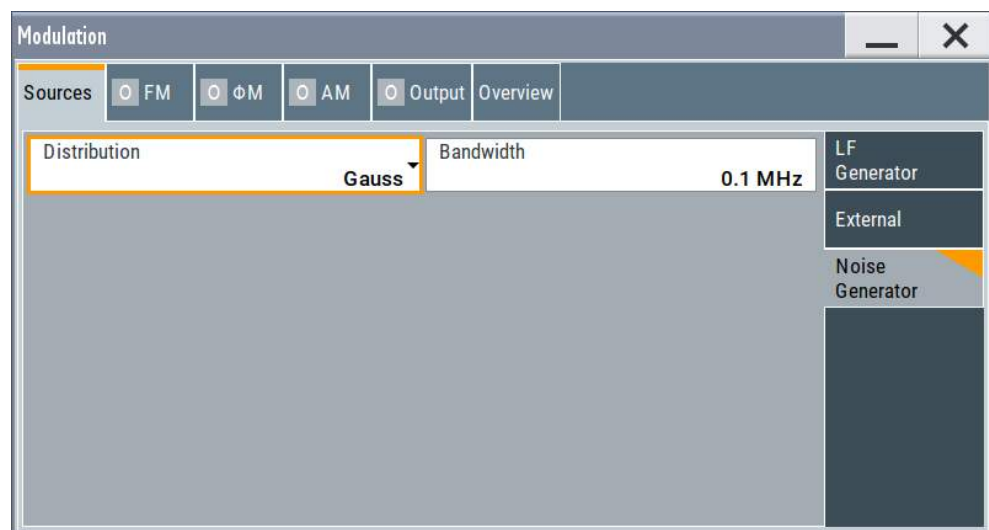 Modulation
Sources O FM O ΦM O AM O Output Overview
Distribution
Gauss
Bandwidth
0.1 MHz
LF
Generator
External
Noise
Generator